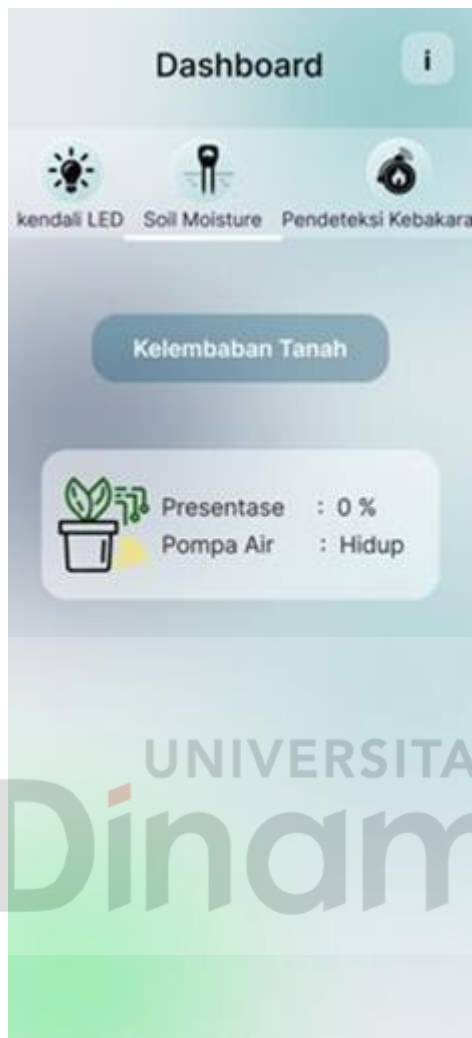 Dashboard
i
kendali LED
Soil Moisture
Pendeteksi Kebakara
Kelembaban Tanah
Presentase : 0 %
Pompa Air : Hidup
UNIVERSITA
Dinam